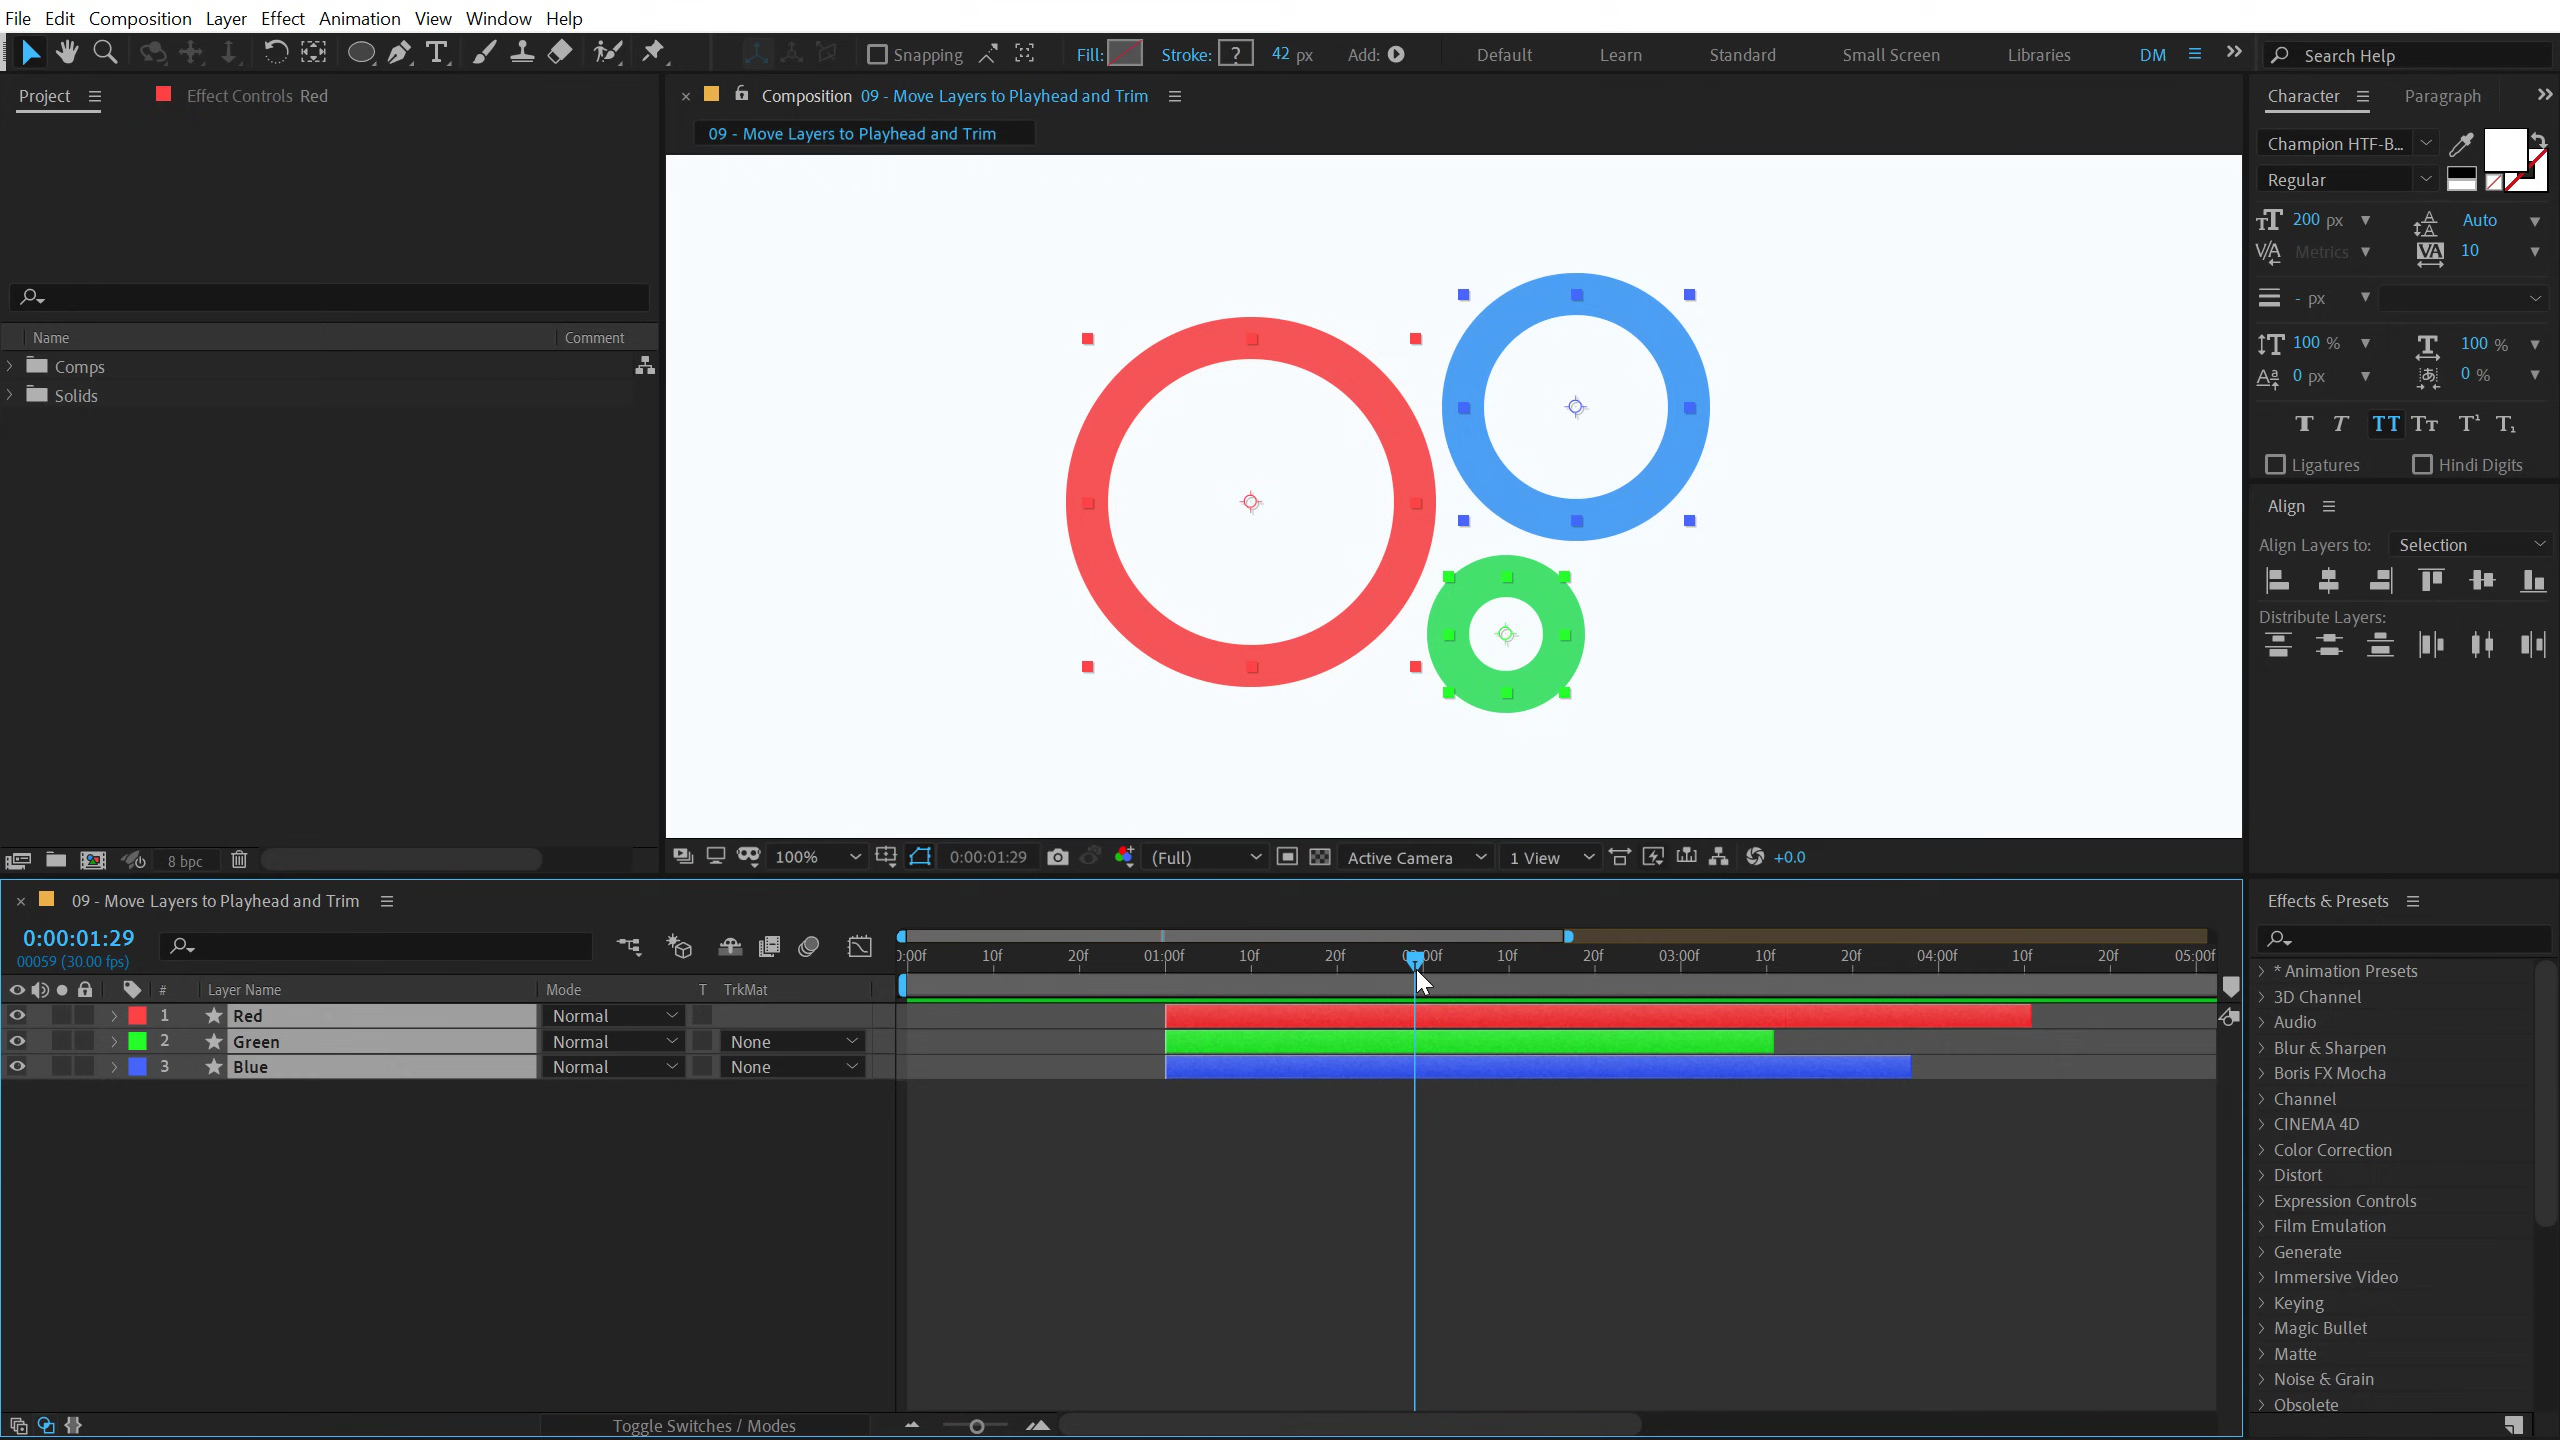 File Edit Composition Layer Effect Animation View Window Help
Snapping Fill: Stroke: ? 42 px Add: Default Learn Standard Small Screen Libraries DM Search Help
Project Effect Controls Red
Composition 09 - Move Layers to Playhead and Trim
09 - Move Layers to Playhead and Trim
Name Comment
Comps
Solids
8 bpc
100% 0:00:01:29 (Full) Active Camera 1 View +0.0
Character Paragraph
Champion HTF-B...
Regular
200 px Auto
Metrics 10
- px
100 % 100 %
0 px 0 %
T T TT Tt T¹ T₁
Ligatures Hindi Digits
Align
Align Layers to: Selection
Distribute Layers:
09 - Move Layers to Playhead and Trim
0:00:01:29
00059 (30.00 fps)
:00f 10f 20f 01:00f 10f 20f 10f 20f 03:00f 10f 20f 04:00f 10f 20f 05:00f
# Layer Name Mode T TrkMat
1 Red Normal
2 Green Normal None
3 Blue Normal None
Toggle Switches / Modes
Effects & Presets
* Animation Presets
3D Channel
Audio
Blur & Sharpen
Boris FX Mocha
Channel
CINEMA 4D
Color Correction
Distort
Expression Controls
Film Emulation
Generate
Immersive Video
Keying
Magic Bullet
Matte
Noise & Grain
Obsolete